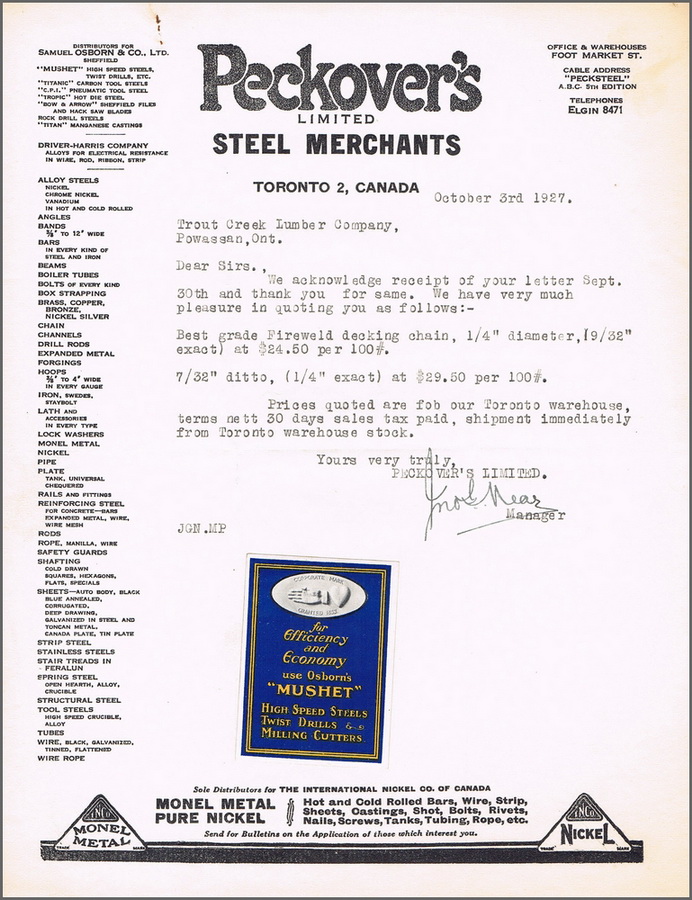 DISTRIBUTORS FOR
SAMUEL OSBORN & CO., LTD.
SHEFFIELD
"MUSHET" HIGH SPEED STEELS,
TWIST DRILLS, ETC.
"TITANIC" CARBON TOOL STEELS
"C.P.I." PNEUMATIC TOOL STEEL
"TROPIC" HOT DIE STEEL
"BOW & ARROW" SHEFFIELD FILES
AND HACK SAW BLADES
ROCK DRILL STEELS
"TITAN" MANGANESE CASTINGS
DRIVER-HARRIS COMPANY
ALLOYS FOR ELECTRICAL RESISTANCE
IN WIRE, ROD, RIBBON, STRIP
Peckover's
LIMITED
STEEL MERCHANTS
TORONTO 2, CANADA
OFFICE & WAREHOUSES
FOOT MARKET ST.
CABLE ADDRESS
"PECKSTEEL"
A.B.C. 5TH EDITION
TELEPHONES
ELGIN 8471
ALLOY STEELS
NICKEL
CHROME NICKEL
VANADIUM
IN HOT AND COLD ROLLED
ANGLES
BANDS
3/8" TO 12" WIDE
BARS
IN EVERY KIND OF
STEEL AND IRON
BEAMS
BOILER TUBES
BOLTS OF EVERY KIND
BOX STRAPPING
BRASS, COPPER,
BRONZE,
NICKEL SILVER
CHAIN
CHANNELS
DRILL RODS
EXPANDED METAL
FORGINGS
HOOPS
3/8" TO 4" WIDE
IN EVERY GAUGE
IRON, SWEDES,
STAYBOLT
LATH AND
ACCESSORIES
IN EVERY TYPE
LOCK WASHERS
MONEL METAL
NICKEL
PIPE
PLATE
TANK, UNIVERSAL
CHEQUERED
RAILS AND FITTINGS
REINFORCING STEEL
FOR CONCRETE—BARS
EXPANDED METAL, WIRE,
WIRE MESH
RODS
ROPE, MANILLA, WIRE
SAFETY GUARDS
SHAFTING
COLD DRAWN
SQUARES, HEXAGONS,
FLATS, SPECIALS
SHEETS—AUTO BODY, BLACK
BLUE ANNEALED,
CORRUGATED,
DEEP DRAWING,
GALVANIZED IN STEEL AND
TONCAN METAL,
CANADA PLATE, TIN PLATE
STRIP STEEL
STAINLESS STEELS
STAIR TREADS IN
FERALUN
SPRING STEEL
OPEN HEARTH, ALLOY,
CRUCIBLE
STRUCTURAL STEEL
TOOL STEELS
HIGH SPEED CRUCIBLE,
ALLOY
TUBES
WIRE, BLACK, GALVANIZED,
TINNED, FLATTENED
WIRE ROPE
October 3rd 1927.
Trout Creek Lumber Company,
Powassan,Ont.
Dear Sirs.,
We acknowledge receipt of your letter Sept.
30th and thank you for same. We have very much
pleasure in quoting you as follows:-
Best grade Fireweld decking chain, 1/4" diameter,(9/32"
exact) at $24.50 per 100#.
7/32" ditto, (1/4" exact) at $29.50 per 100#.
Prices quoted are fob our Toronto warehouse,
terms nett 30 days sales tax paid, shipment immediately
from Toronto warehouse stock.
Yours very truly,
PECKOVER'S LIMITED.
Manager
JGN.MP
CORPORATE MARK
GRANTED
for
Efficiency
and
Economy
use Osborn's
"MUSHET"
HIGH SPEED STEELS
TWIST DRILLS &
MILLING CUTTERS
Sole Distributors for THE INTERNATIONAL NICKEL CO. OF CANADA
MONEL METAL
PURE NICKEL
Hot and Cold Rolled Bars, Wire, Strip,
Sheets, Castings, Shot, Bolts, Rivets,
Nails, Screws, Tanks, Tubing, Rope, etc.
Send for Bulletins on the Application of those which interest you.
INCO
MONEL
METAL
TRADE MARK
INCO
NICKEL
TRADE MARK